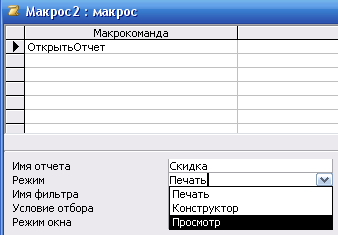 Макрос2 : макрос
Макрокоманда
ОткрытьОтчет
Имя отчета Скидка
Режим Печать
Имя фильтра Печать
Условие отбора Конструктор
Режим окна Просмотр